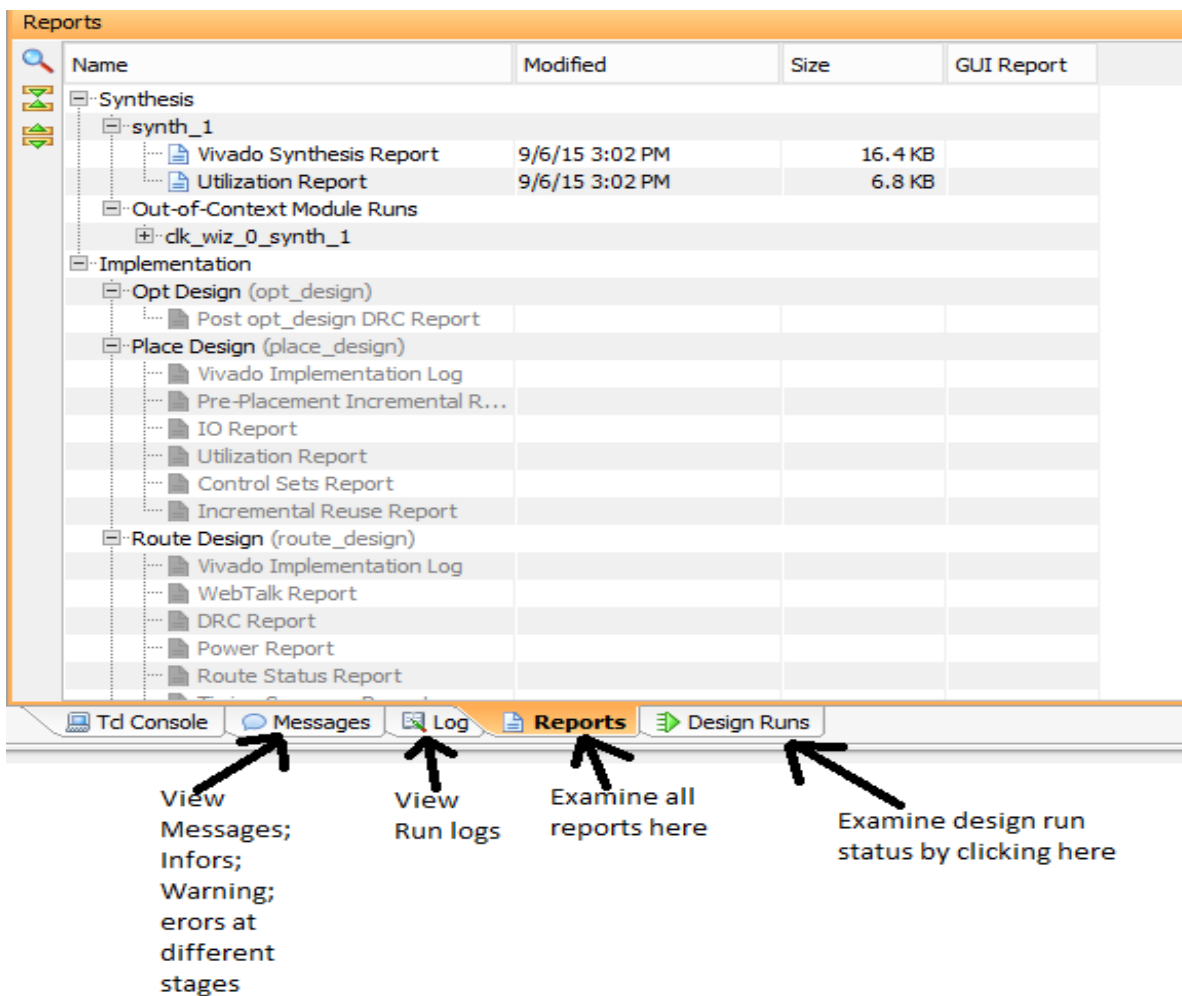 Reports
Name Modified Size GUI Report
Synthesis
synth_1
Vivado Synthesis Report 9/6/15 3:02 PM 16.4 KB
Utilization Report 9/6/15 3:02 PM 6.8 KB
Out-of-Context Module Runs
clk_wiz_0_synth_1
Implementation
Opt Design (opt_design)
Post opt_design DRC Report
Place Design (place_design)
Vivado Implementation Log
Pre-Placement Incremental R...
IO Report
Utilization Report
Control Sets Report
Incremental Reuse Report
Route Design (route_design)
Vivado Implementation Log
WebTalk Report
DRC Report
Power Report
Route Status Report
Tcl Console Messages Log Reports Design Runs
View
Messages;
Infors;
Warning;
erors at
different
stages
View
Run logs
Examine all
reports here
Examine design run
status by clicking here